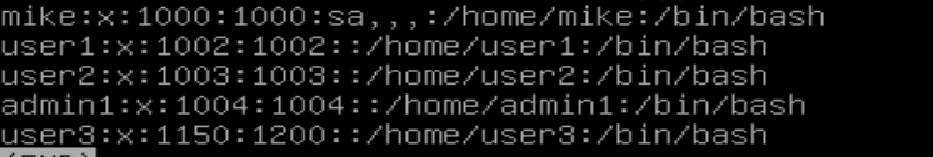 mike:x:1000:1000:sa,,,:/home/mike:/bin/bash
user1:x:1002:1002::/home/user1:/bin/bash
user2:x:1003:1003::/home/user2:/bin/bash
admin1:x:1004:1004::/home/admin1:/bin/bash
user3:x:1150:1200::/home/user3:/bin/bash